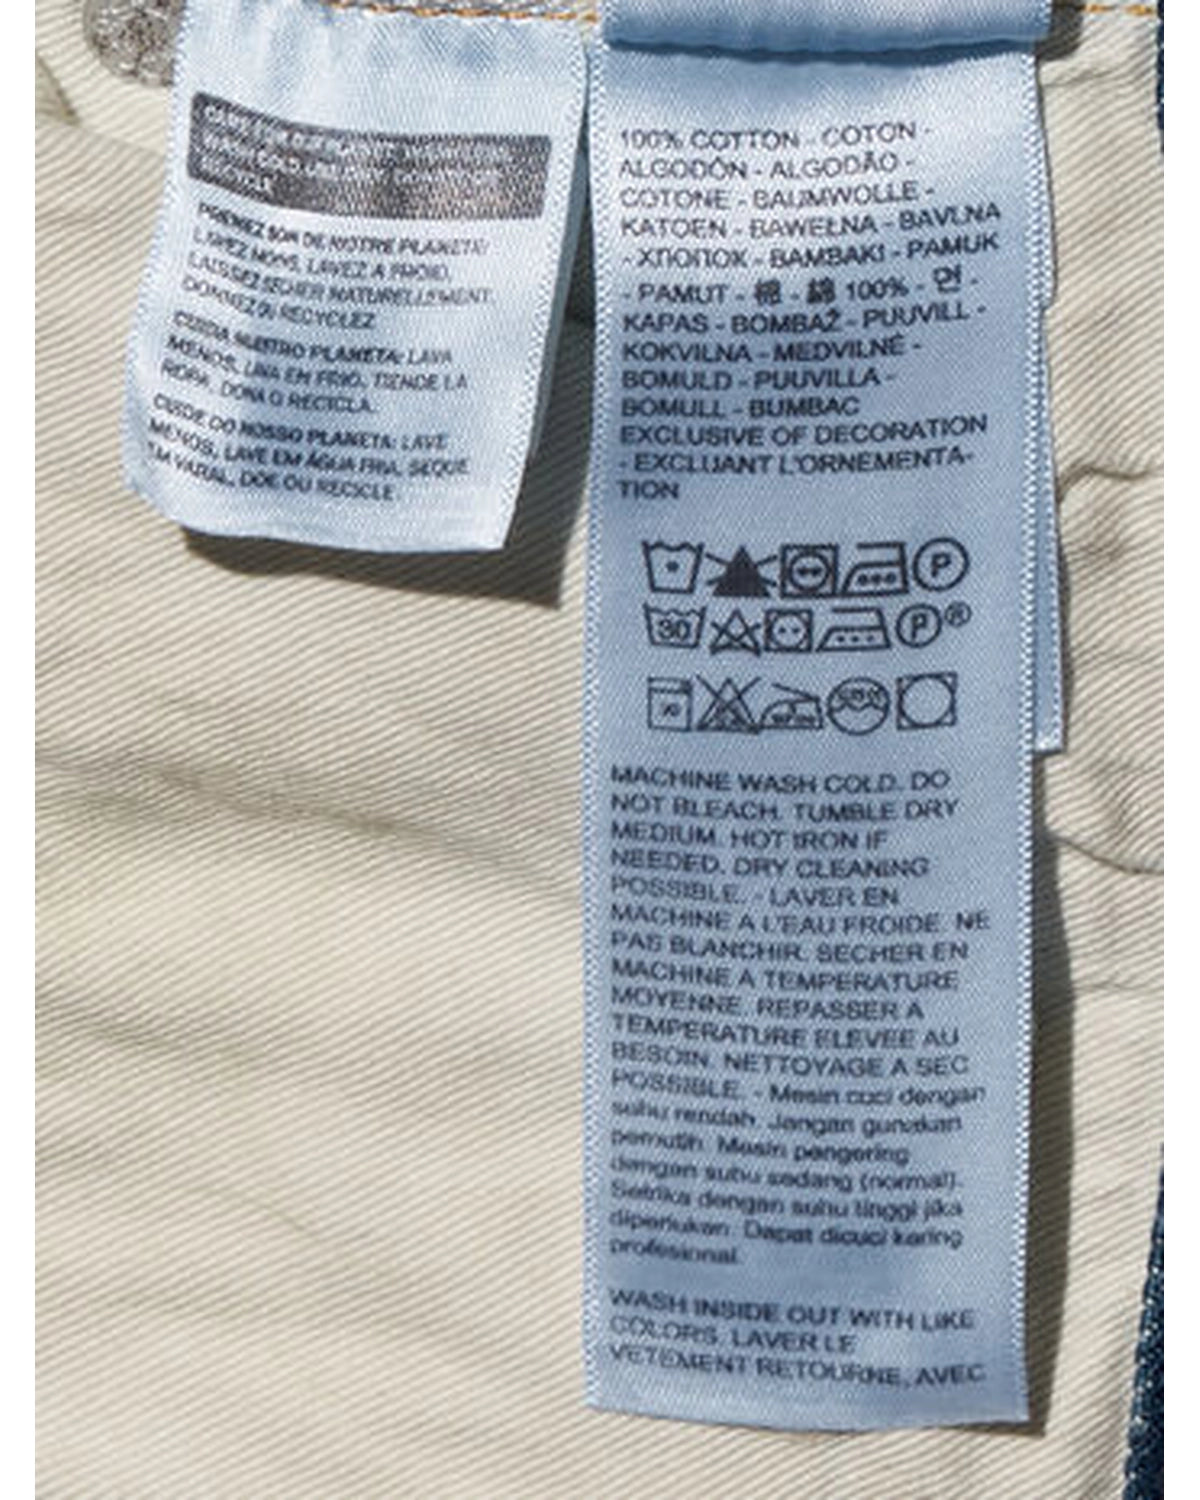 PRENEZ SOIN DE NOTRE PLANETE:
LAVEZ MOINS, LAVEZ A FROID,
LAISSEZ SECHER NATURELLEMENT,
DONNEZ OU RECYCLEZ
CUIDA NUESTRO PLANETA: LAVA
MENOS, LAVA EN FRIO, TIENDE LA
ROPA, DONA O RECICLA.
CUIDE DO NOSSO PLANETA: LAVE
MENOS, LAVE EM ÁGUA FRIA, SEQUE
EM VARAL, DOE OU RECICLE
100% COTTON - COTON -
ALGODÓN - ALGODÃO -
COTONE - BAUMWOLLE -
KATOEN - BAWEŁNA - BAVLNA
- ХЛОПОК - BAMBAKI - PAMUK
- PAMUT - 棉 - 綿 100% - 면 -
KAPAS - BOMBAŽ - PUUVILL -
KOKVILNA - MEDVILNĖ -
BOMULD - PUUVILLA -
BOMULL - BUMBAC
EXCLUSIVE OF DECORATION
- EXCLUANT L'ORNEMENTA-
TION
P
30 P ®
MACHINE WASH COLD. DO
NOT BLEACH. TUMBLE DRY
MEDIUM. HOT IRON IF
NEEDED. DRY CLEANING
POSSIBLE. - LAVER EN
MACHINE A L'EAU FROIDE. NE
PAS BLANCHIR. SECHER EN
MACHINE A TEMPERATURE
MOYENNE. REPASSER A
TEMPERATURE ELEVEE AU
BESOIN. NETTOYAGE A SEC
POSSIBLE. - Mesin cuci dengan
suhu rendah. Jangan gunakan
pemutih. Mesin pengering
dengan suhu sedang (normal).
Setrika dengan suhu tinggi jika
diperlukan. Dapat dicuci kering
profesional.
WASH INSIDE OUT WITH LIKE
COLORS. LAVER LE
VETEMENT RETOURNE, AVEC